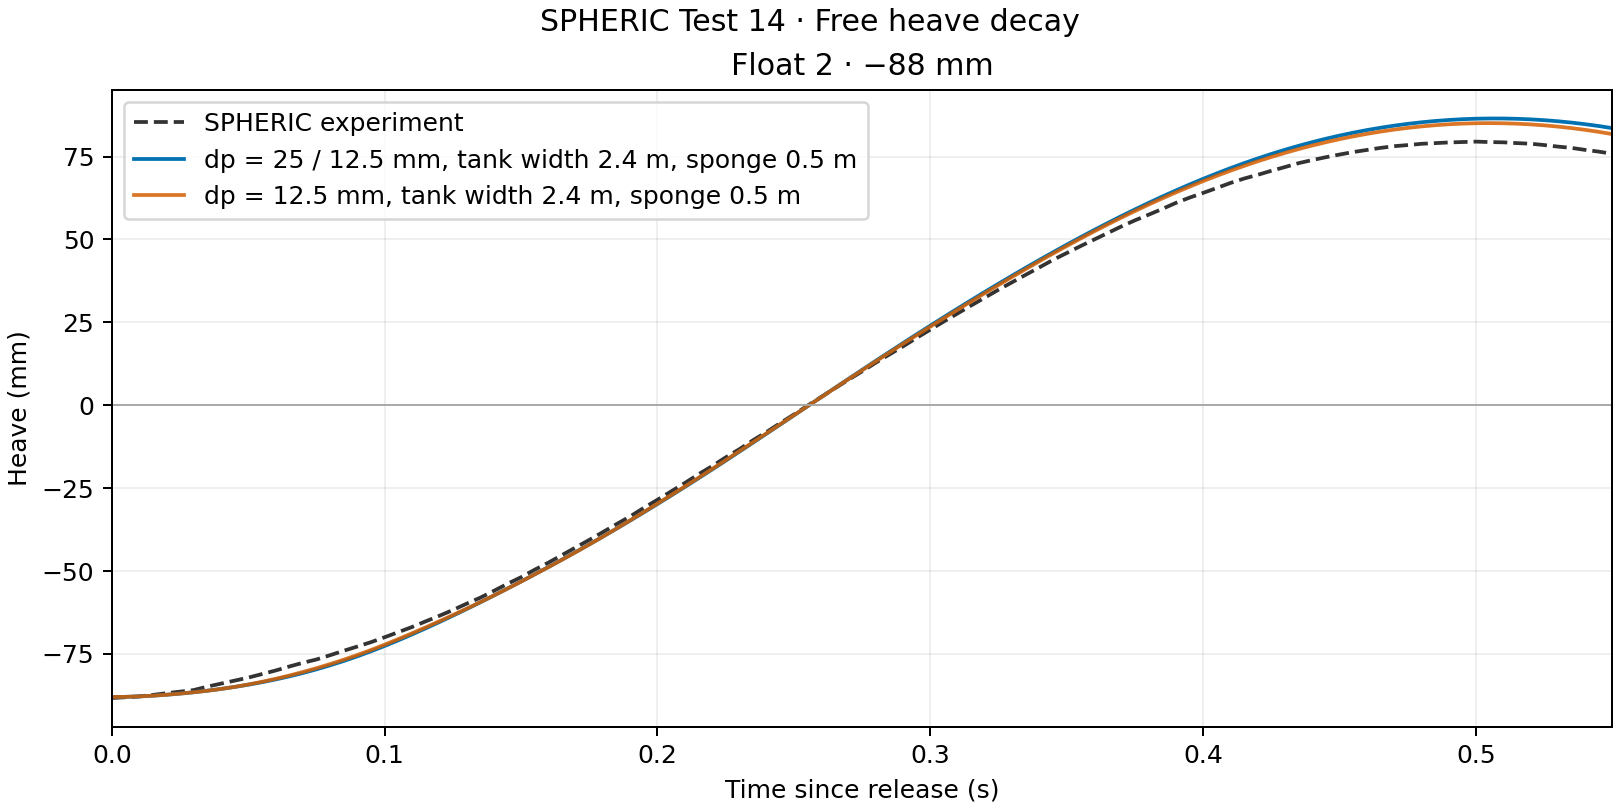 SPHERIC Test 14 · Free heave decay
Float 2 · −88 mm
SPHERIC experiment
dp = 25 / 12.5 mm, tank width 2.4 m, sponge 0.5 m
dp = 12.5 mm, tank width 2.4 m, sponge 0.5 m
Heave (mm)
75
50
25
0
−25
−50
−75
0.0
0.1
0.2
0.3
0.4
0.5
Time since release (s)